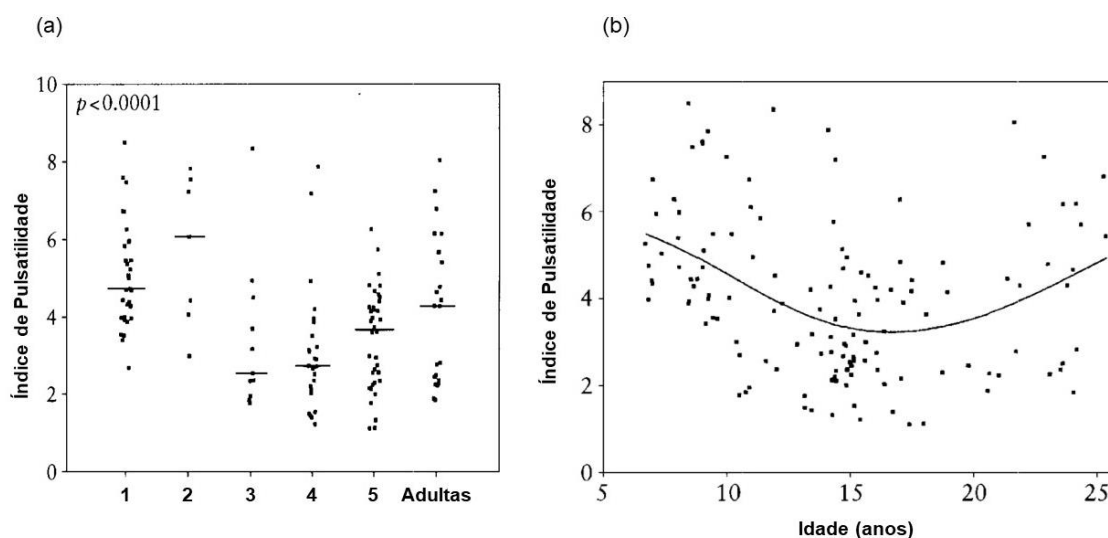 (a)
(b)
p<0.0001
Índice de Pulsatilidade
10
8
6
4
2
0
1 2 3 4 5 Adultas
Índice de Pulsatilidade
8
6
4
2
0
5 10 15 20 25
Idade (anos)